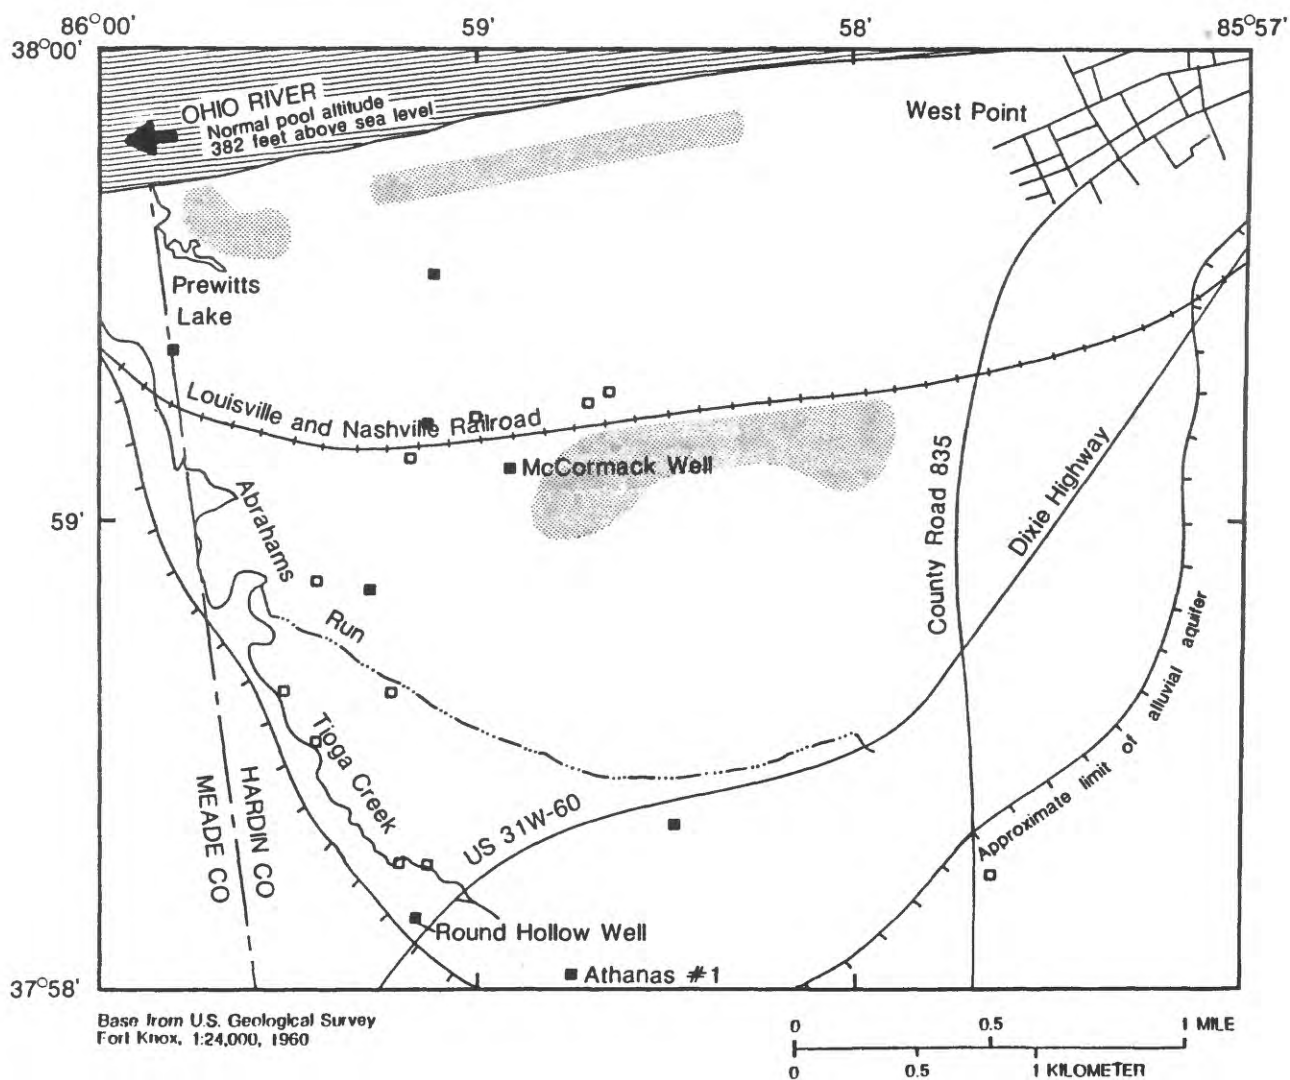 86°00'
59'
58'
85°57'
38°00'
OHIO RIVER
Normal pool altitude
382 feet above sea level
West Point
Prewitts
Lake
Louisville and Nashville Railroad
McCormack Well
59'
Abrahams
Run
County Road 835
Dixie Highway
Approximate limit of alluvial aquifer
Tioga Creek
HARDIN CO
MEADE CO
US 31W-60
Round Hollow Well
Athanas #1
37°58'
Base from U.S. Geological Survey
Fort Knox, 1:24,000, 1960
0 0.5 1 MILE
0 0.5 1 KILOMETER